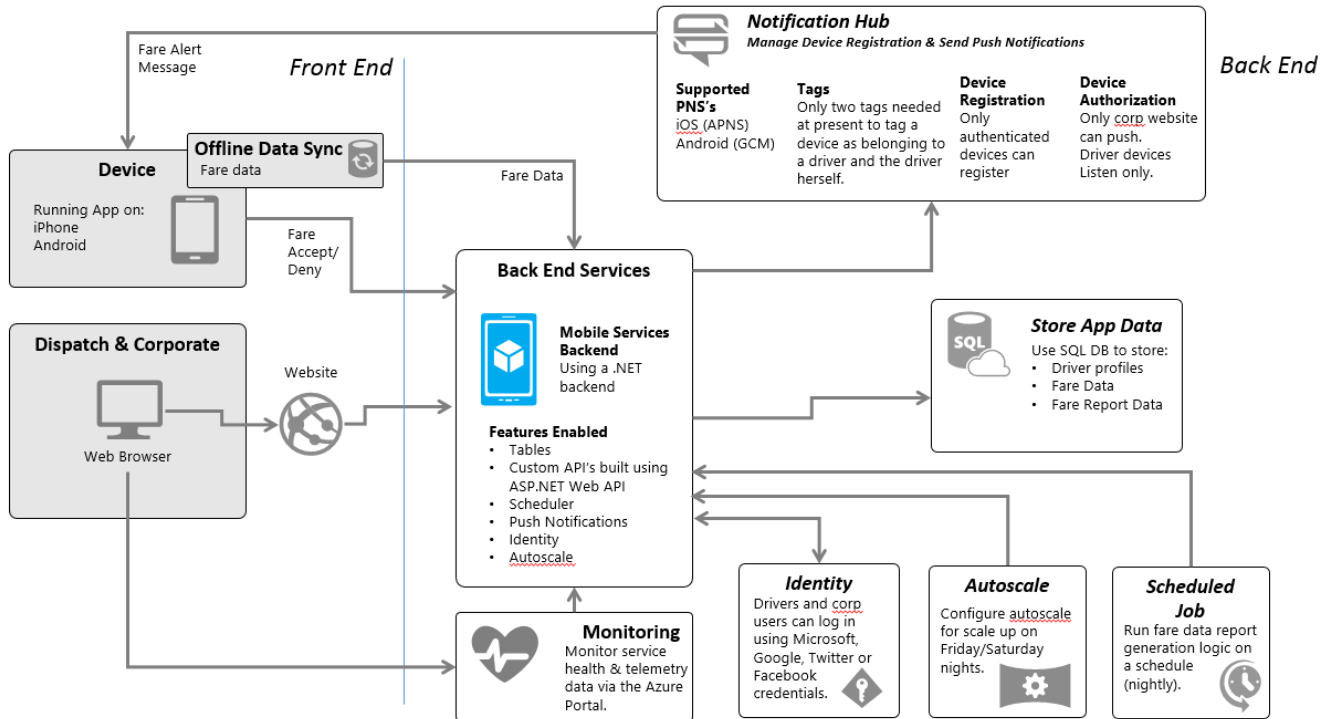 Notification Hub
Manage Device Registration & Send Push Notifications
Supported
PNS's
iOS (APNS)
Android (GCM)
Tags
Only two tags needed
at present to tag a
device as belonging to
a driver and the driver
herself.
Device
Registration
Only
authenticated
devices can
register
Device
Authorization
Only corp website
can push.
Driver devices
Listen only.
Front End
Back End
Fare Alert
Message
Offline Data Sync
Fare data
Device
Running App on:
iPhone
Android
Fare Data
Fare
Accept/
Deny
Back End Services
Mobile Services
Backend
Using a .NET
backend
Features Enabled
• Tables
• Custom API's built using
ASP.NET Web API
• Scheduler
• Push Notifications
• Identity
• Autoscale
Dispatch & Corporate
Web Browser
Website
SQL
Store App Data
Use SQL DB to store:
• Driver profiles
• Fare Data
• Fare Report Data
Monitoring
Monitor service
health & telemetry
data via the Azure
Portal.
Identity
Drivers and corp
users can log in
using Microsoft,
Google, Twitter or
Facebook
credentials.
Autoscale
Configure autoscale
for scale up on
Friday/Saturday
nights.
Scheduled
Job
Run fare data report
generation logic on
a schedule
(nightly).